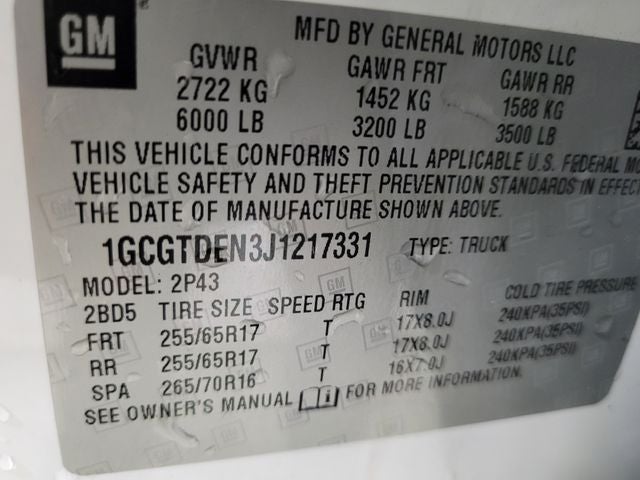 GM
MFD BY GENERAL MOTORS LLC
GVWR GAWR FRT GAWR RR
2722 KG 1452 KG 1588 KG
6000 LB 3200 LB 3500 LB
THIS VEHICLE CONFORMS TO ALL APPLICABLE U.S. FEDERAL MO
VEHICLE SAFETY AND THEFT PREVENTION STANDARDS IN EFFEC
THE DATE OF MANUFACTURE SHOWN ABOVE.
1GCGTDEN3J1217331 TYPE: TRUCK
MODEL: 2P43
2BD5 TIRE SIZE SPEED RTG RIM COLD TIRE PRESSURE
FRT 255/65R17 T 17X8.0J 240KPA(35PSI)
RR 255/65R17 T 17X8.0J 240KPA(35PSI)
SPA 265/70R16 T 16X7.0J 240KPA(35PSI)
SEE OWNER'S MANUAL i FOR MORE INFORMATION.